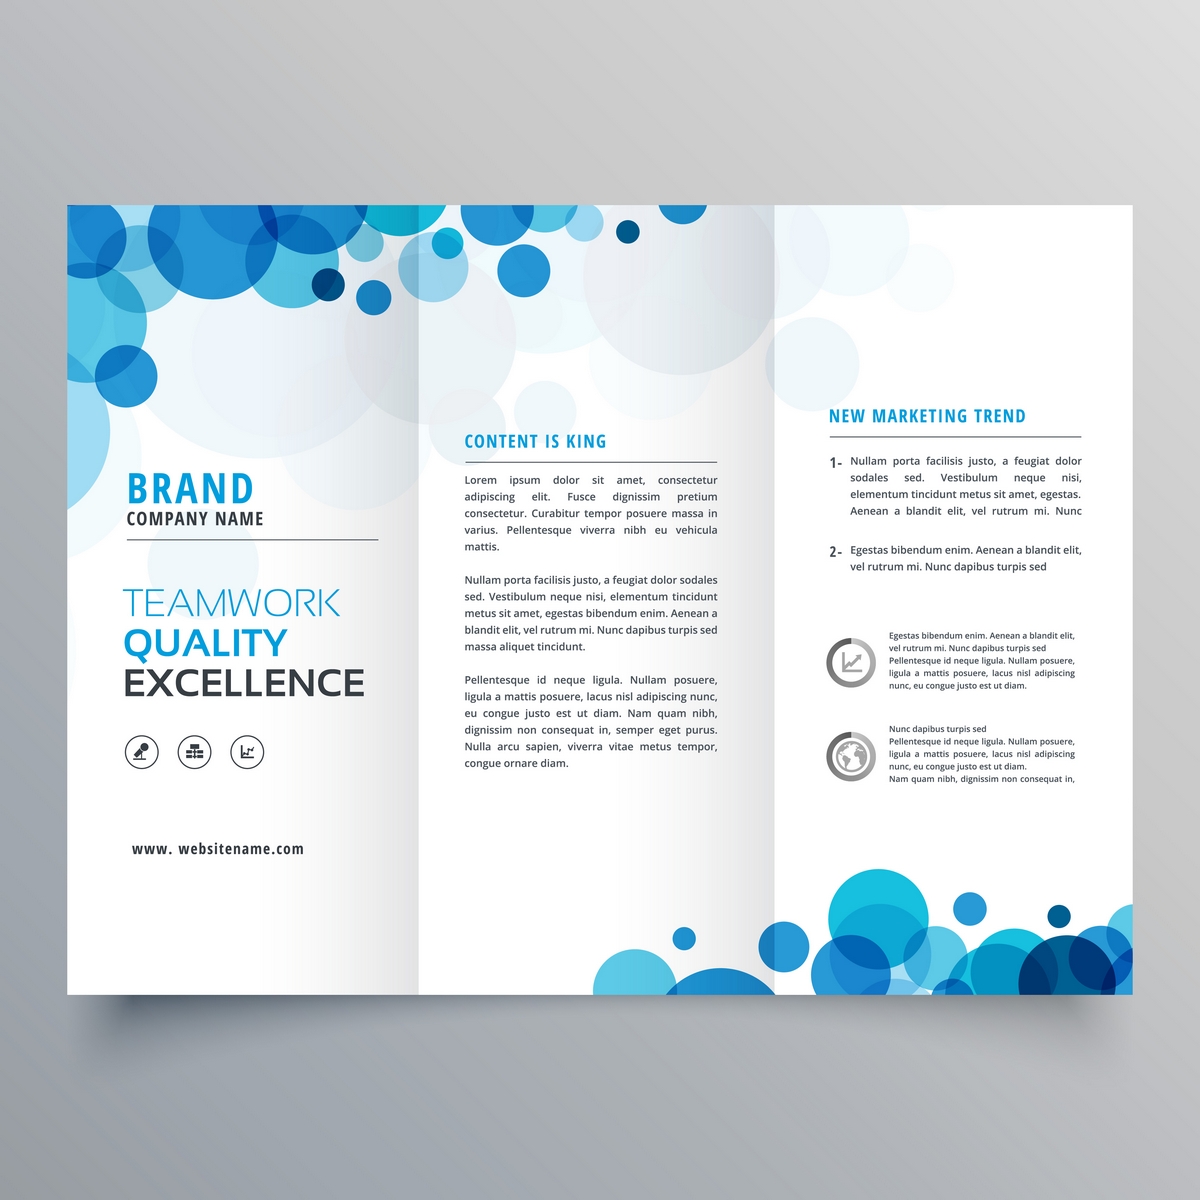 BRAND
COMPANY NAME
TEAMWORK
QUALITY
EXCELLENCE
www. websitename.com
CONTENT IS KING
Lorem ipsum dolor sit amet, consectetur
adipiscing elit. Fusce dignissim pretium
consectetur. Curabitur tempor posuere massa in
varius. Pellentesque viverra nibh eu vehicula
mattis.
Nullam porta facilisis justo, a feugiat dolor sodales
sed. Vestibulum neque nisi, elementum tincidunt
metus sit amet, egestas bibendum enim. Aenean a
blandit elit, vel rutrum mi. Nunc dapibus turpis sed
massa aliquet tincidunt.
Pellentesque id neque ligula. Nullam posuere,
ligula a mattis posuere, lacus nisl adipiscing nunc,
eu congue justo est ut diam. Nam quam nibh,
dignissim non consequat in, semper eget purus.
Nulla arcu sapien, viverra vitae metus tempor,
congue ornare diam.
NEW MARKETING TREND
1- Nullam porta facilisis justo, a feugiat dolor
sodales sed. Vestibulum neque nisi,
elementum tincidunt metus sit amet, egestas.
Aenean a blandit elit, vel rutrum mi. Nunc
2- Egestas bibendum enim. Aenean a blandit elit,
vel rutrum mi. Nunc dapibus turpis sed
Egestas bibendum enim. Aenean a blandit elit,
vel rutrum mi. Nunc dapibus turpis sed
Pellentesque id neque ligula. Nullam posuere,
ligula a mattis posuere, lacus nisl adipiscing
nunc, eu congue justo est ut diam.
Nunc dapibus turpis sed
Pellentesque id neque ligula. Nullam posuere,
ligula a mattis posuere, lacus nisl adipiscing
nunc, eu congue justo est ut diam.
Nam quam nibh, dignissim non consequat in,